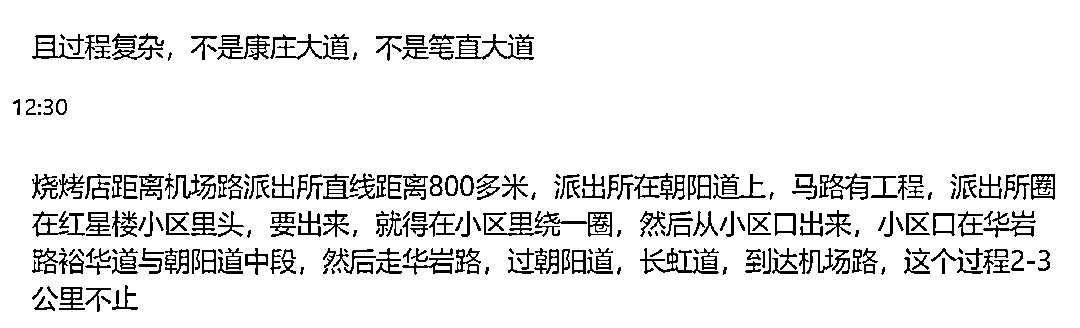 且过程复杂，不是康庄大道，不是笔直大道
12:30
烧烤店距离机场路派出所直线距离800多米，派出所在朝阳道上，马路有工程，派出所圈
在红星楼小区里头，要出来，就得在小区里绕一圈，然后从小区口出来，小区口在华岩
路裕华道与朝阳道中段，然后走华岩路，过朝阳道，长虹道，到达机场路，这个过程2-3
公里不止